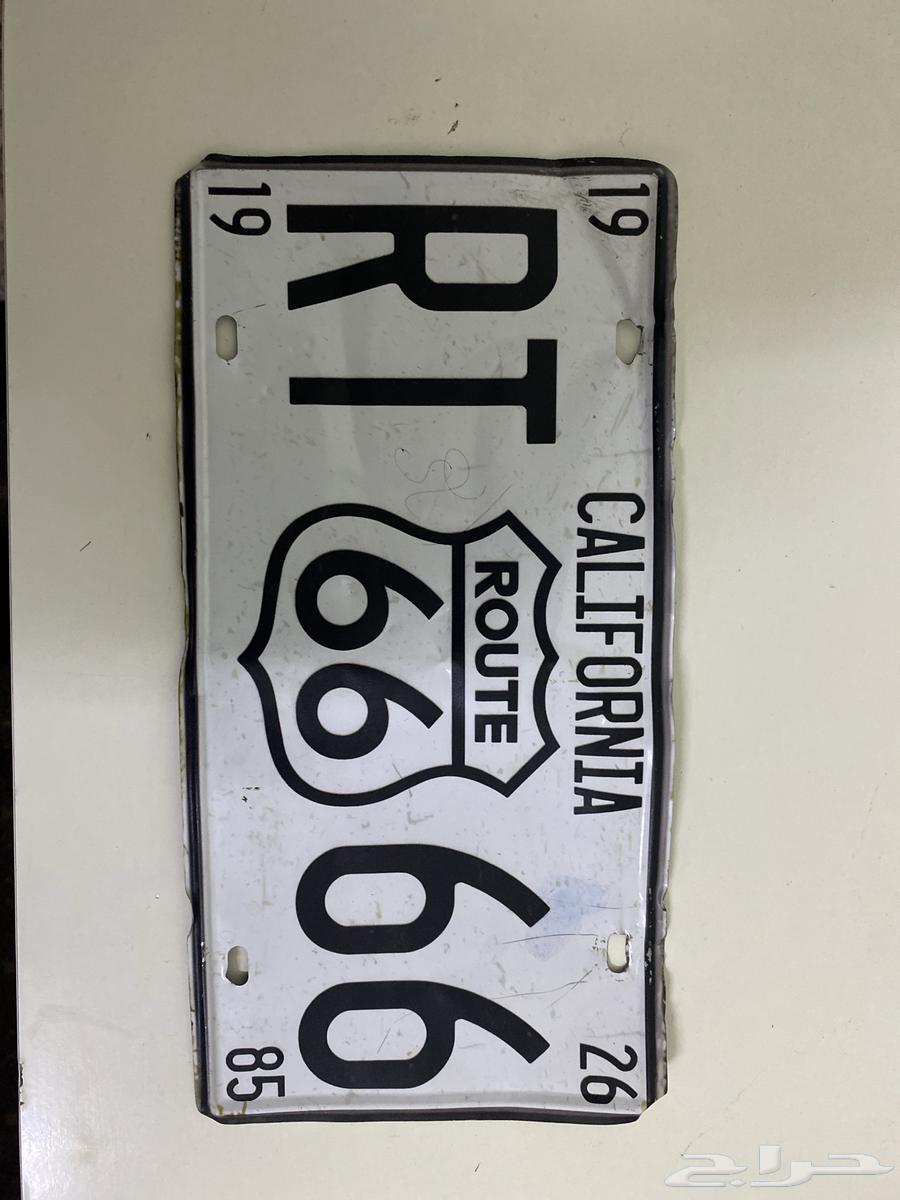 19 CALIFORNIA 26
RT ROUTE 66 66
19 85
حراج